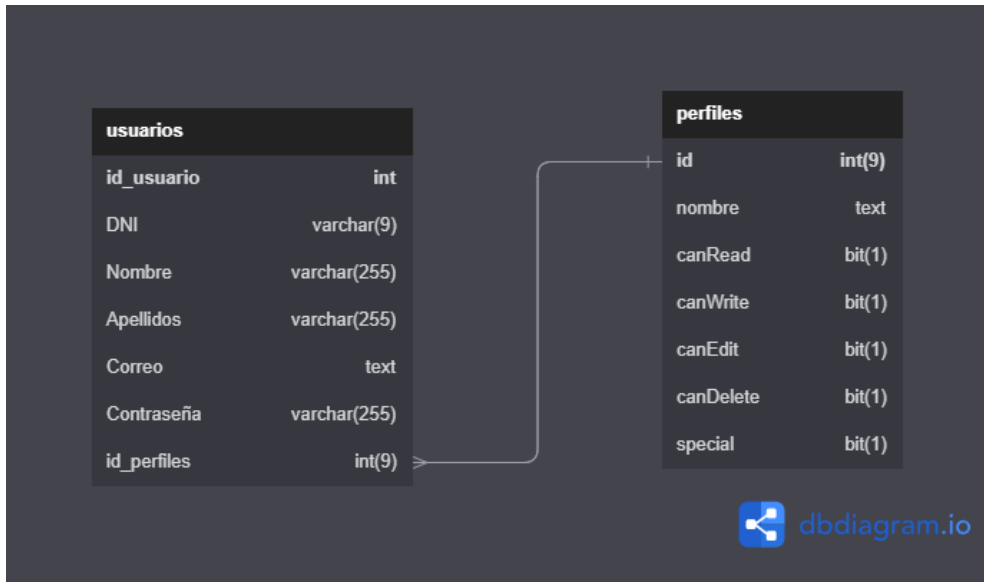 usuarios
id_usuario int
DNI varchar(9)
Nombre varchar(255)
Apellidos varchar(255)
Correo text
Contraseña varchar(255)
id_perfiles int(9)
perfiles
id int(9)
nombre text
canRead bit(1)
canWrite bit(1)
canEdit bit(1)
canDelete bit(1)
special bit(1)
dbdiagram.io